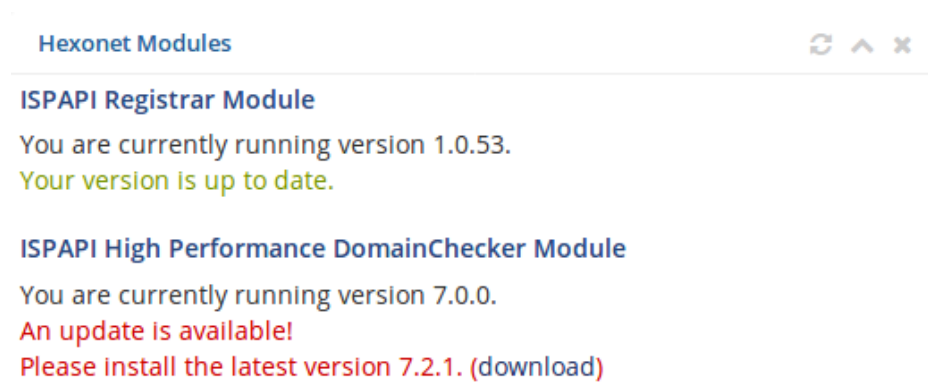 Hexonet Modules
ISPAPI Registrar Module
You are currently running version 1.0.53.
Your version is up to date.
ISPAPI High Performance DomainChecker Module
You are currently running version 7.0.0.
An update is available!
Please install the latest version 7.2.1. (download)